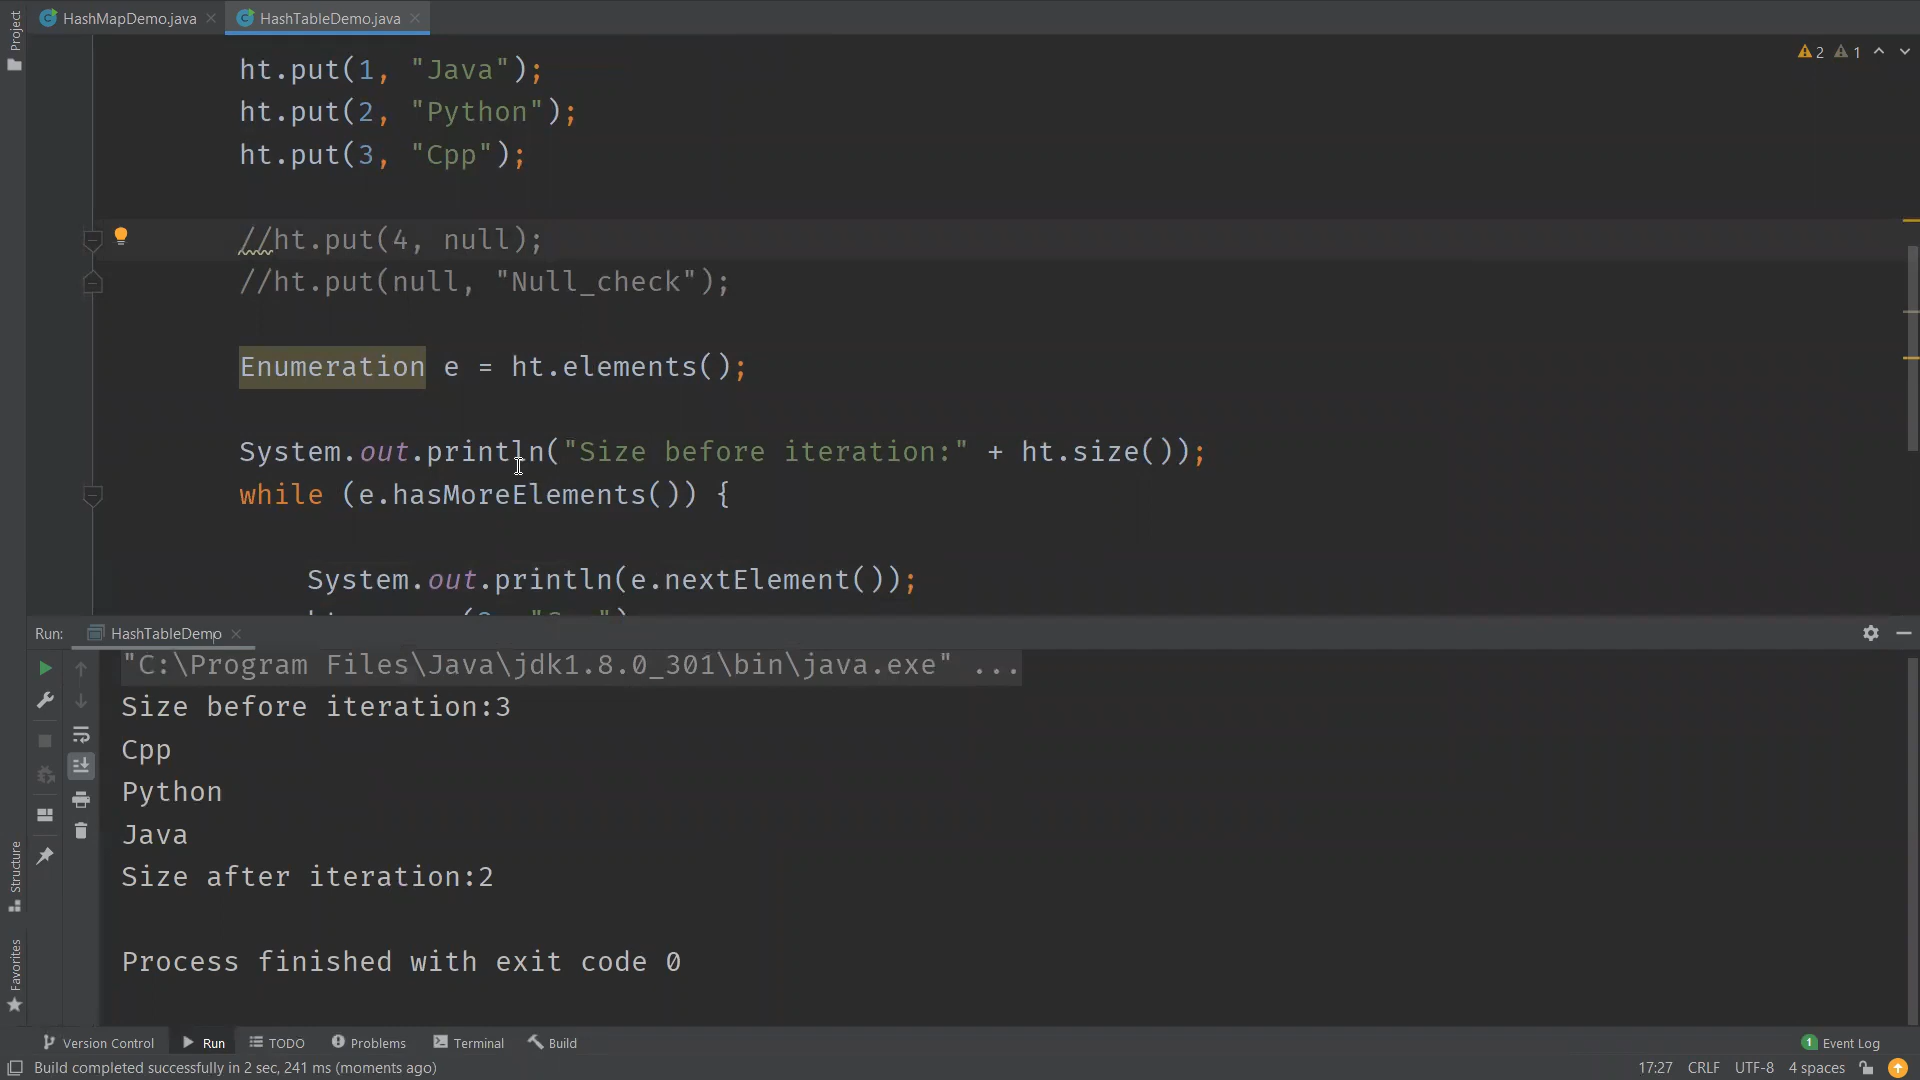 Project
HashMapDemo.java
HashTableDemo.java
2 1
ht.put(1, "Java");
ht.put(2, "Python");
ht.put(3, "Cpp");
//ht.put(4, null);
//ht.put(null, "Null_check");
Enumeration e = ht.elements();
System.out.println("Size before iteration:" + ht.size());
while (e.hasMoreElements()) {
System.out.println(e.nextElement());
Run: HashTableDemo
"C:\Program Files\Java\jdk1.8.0_301\bin\java.exe" ...
Size before iteration:3
Cpp
Python
Java
Size after iteration:2
Process finished with exit code 0
Structure
Favorites
Version Control Run TODO Problems Terminal Build 1 Event Log
Build completed successfully in 2 sec, 241 ms (moments ago) 17:27 CRLF UTF-8 4 spaces